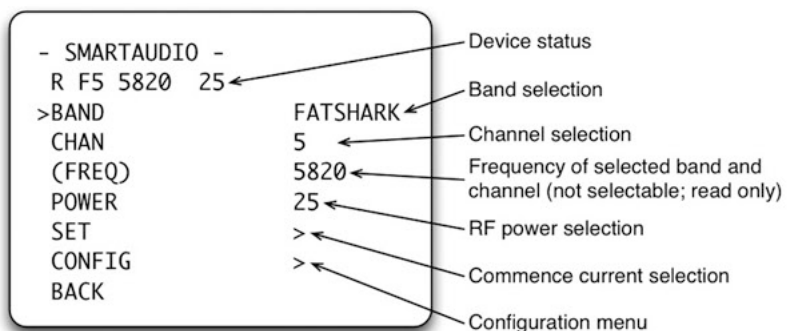 - SMARTAUDIO -
R F5 5820 25
>BAND FATSHARK
CHAN 5
(FREQ) 5820
POWER 25
SET >
CONFIG >
BACK
Device status
Band selection
Channel selection
Frequency of selected band and
channel (not selectable; read only)
RF power selection
Commence current selection
Configuration menu